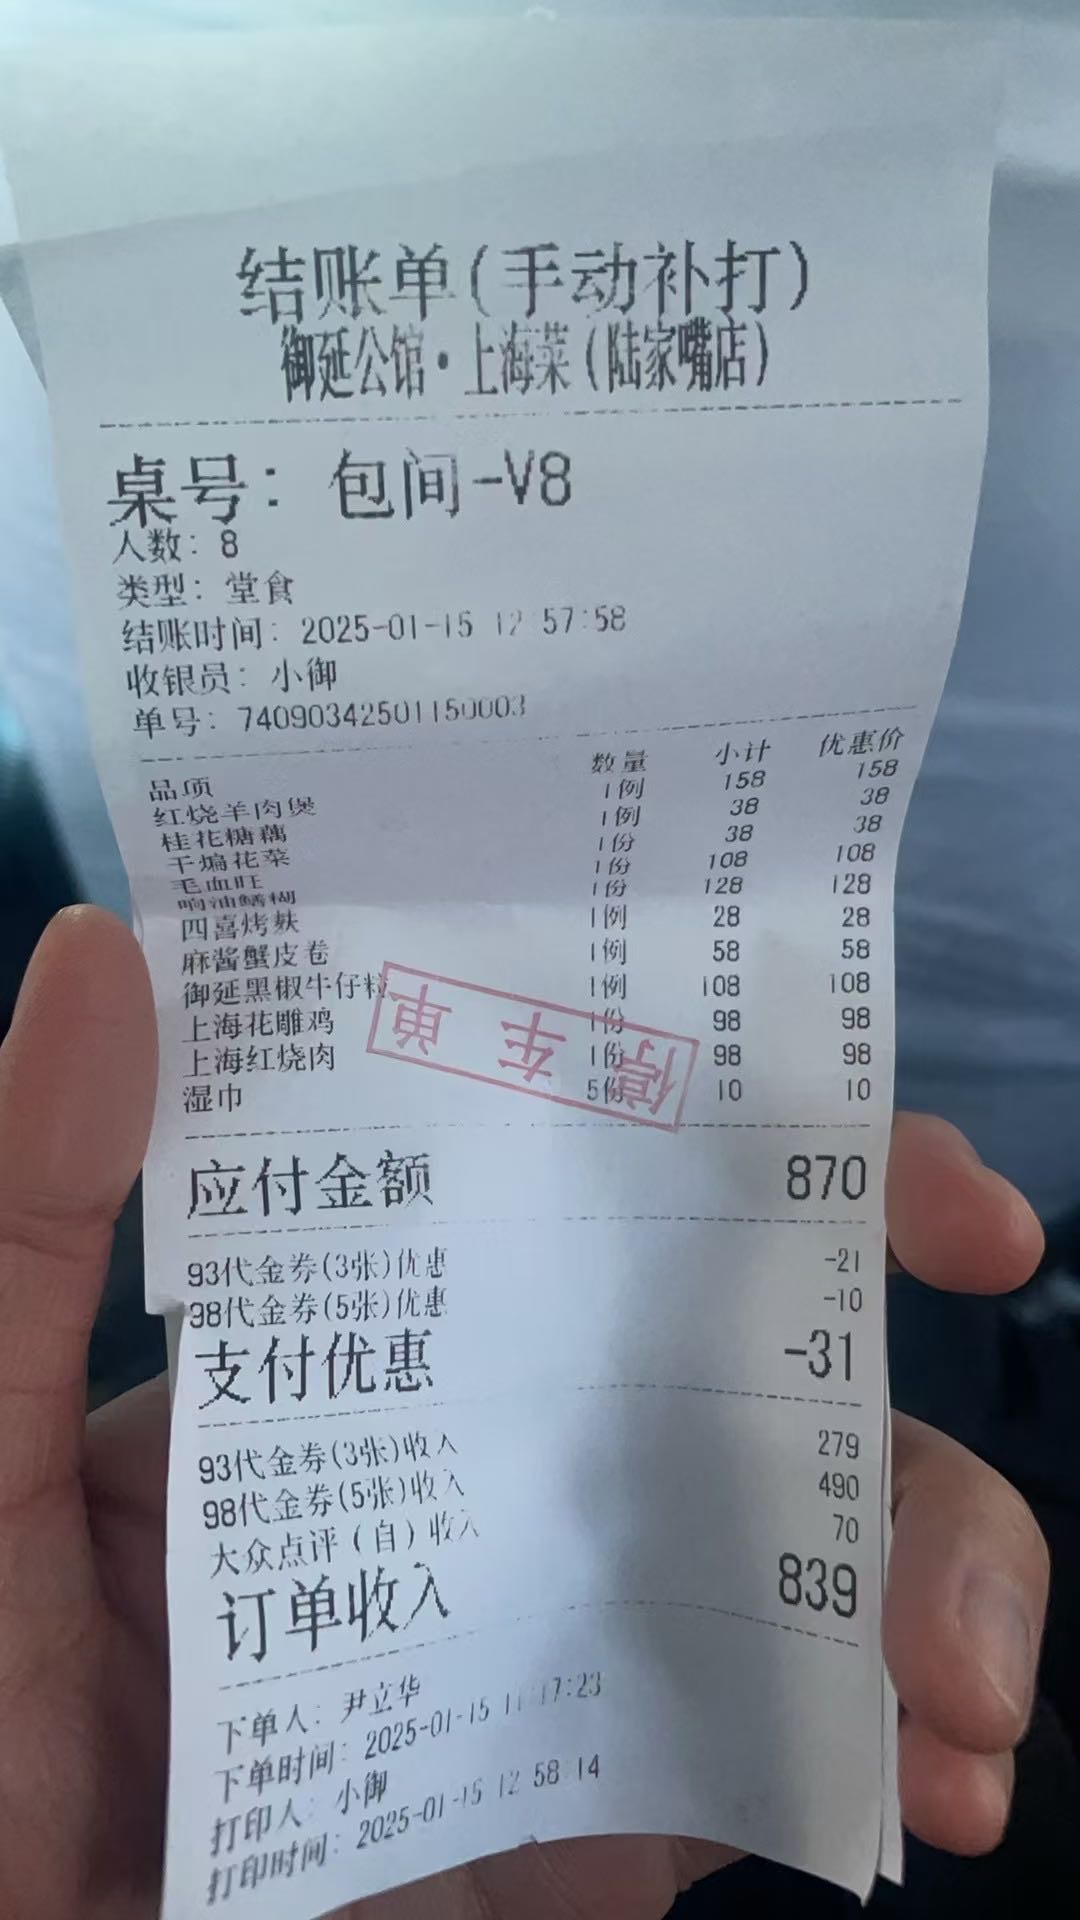 结账单(手动补打)
御延公馆·上海菜(陆家嘴店)
桌号: 包间-V8
人数: 8
类型: 堂食
结账时间: 2025-01-15 12:57:58
收银员: 小御
单号: 74090342501150003
品项 数量 小计 优惠价
红烧羊肉煲 1例 158 158
桂花糖藕 1例 38 38
干煸花菜 1份 38 38
毛血旺 1份 108 108
响油鳝糊 1份 128 128
四喜烤麸 1例 28 28
麻酱蟹皮卷 1例 58 58
御延黑椒牛仔粒 1例 108 108
上海花雕鸡 1份 98 98
上海红烧肉 1份 98 98
湿巾 5份 10 10
停车单
应付金额 870
93代金券(3张)优惠 -21
98代金券(5张)优惠 -10
支付优惠 -31
93代金券(3张)收入 279
98代金券(5张)收入 490
大众点评(自)收入 70
订单收入 839
下单人: 尹立华
下单时间: 2025-01-15 11:17:23
打印人: 小御
打印时间: 2025-01-15 12:58:14